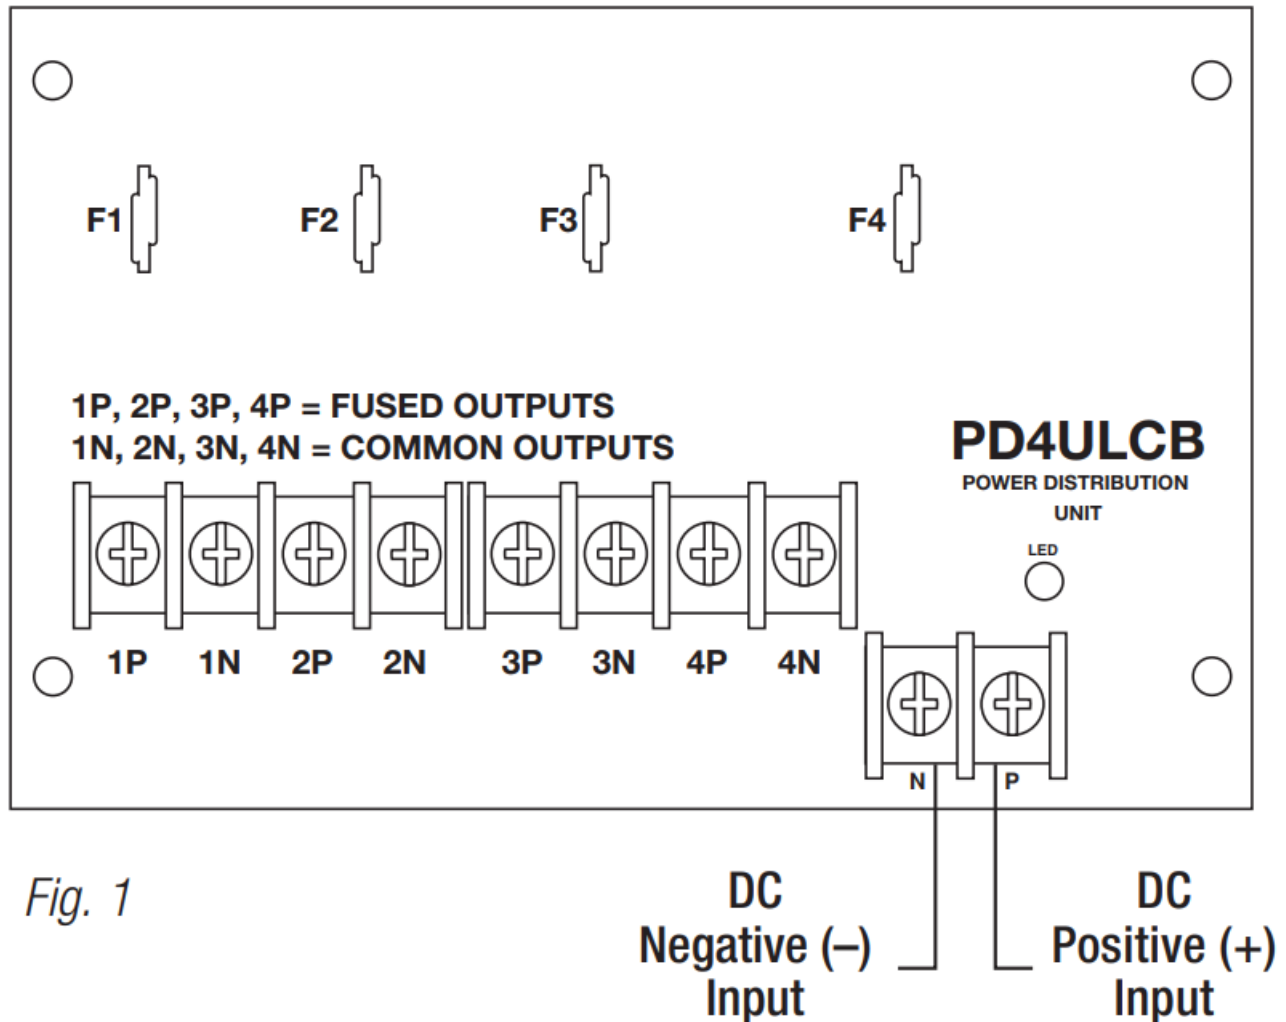 F1
F2
F3
F4
1P, 2P, 3P, 4P = FUSED OUTPUTS
1N, 2N, 3N, 4N = COMMON OUTPUTS
PD4ULCB
POWER DISTRIBUTION
UNIT
LED
1P 1N 2P 2N 3P 3N 4P 4N
N P
Fig. 1
DC
Negative (–)
Input
DC
Positive (+)
Input